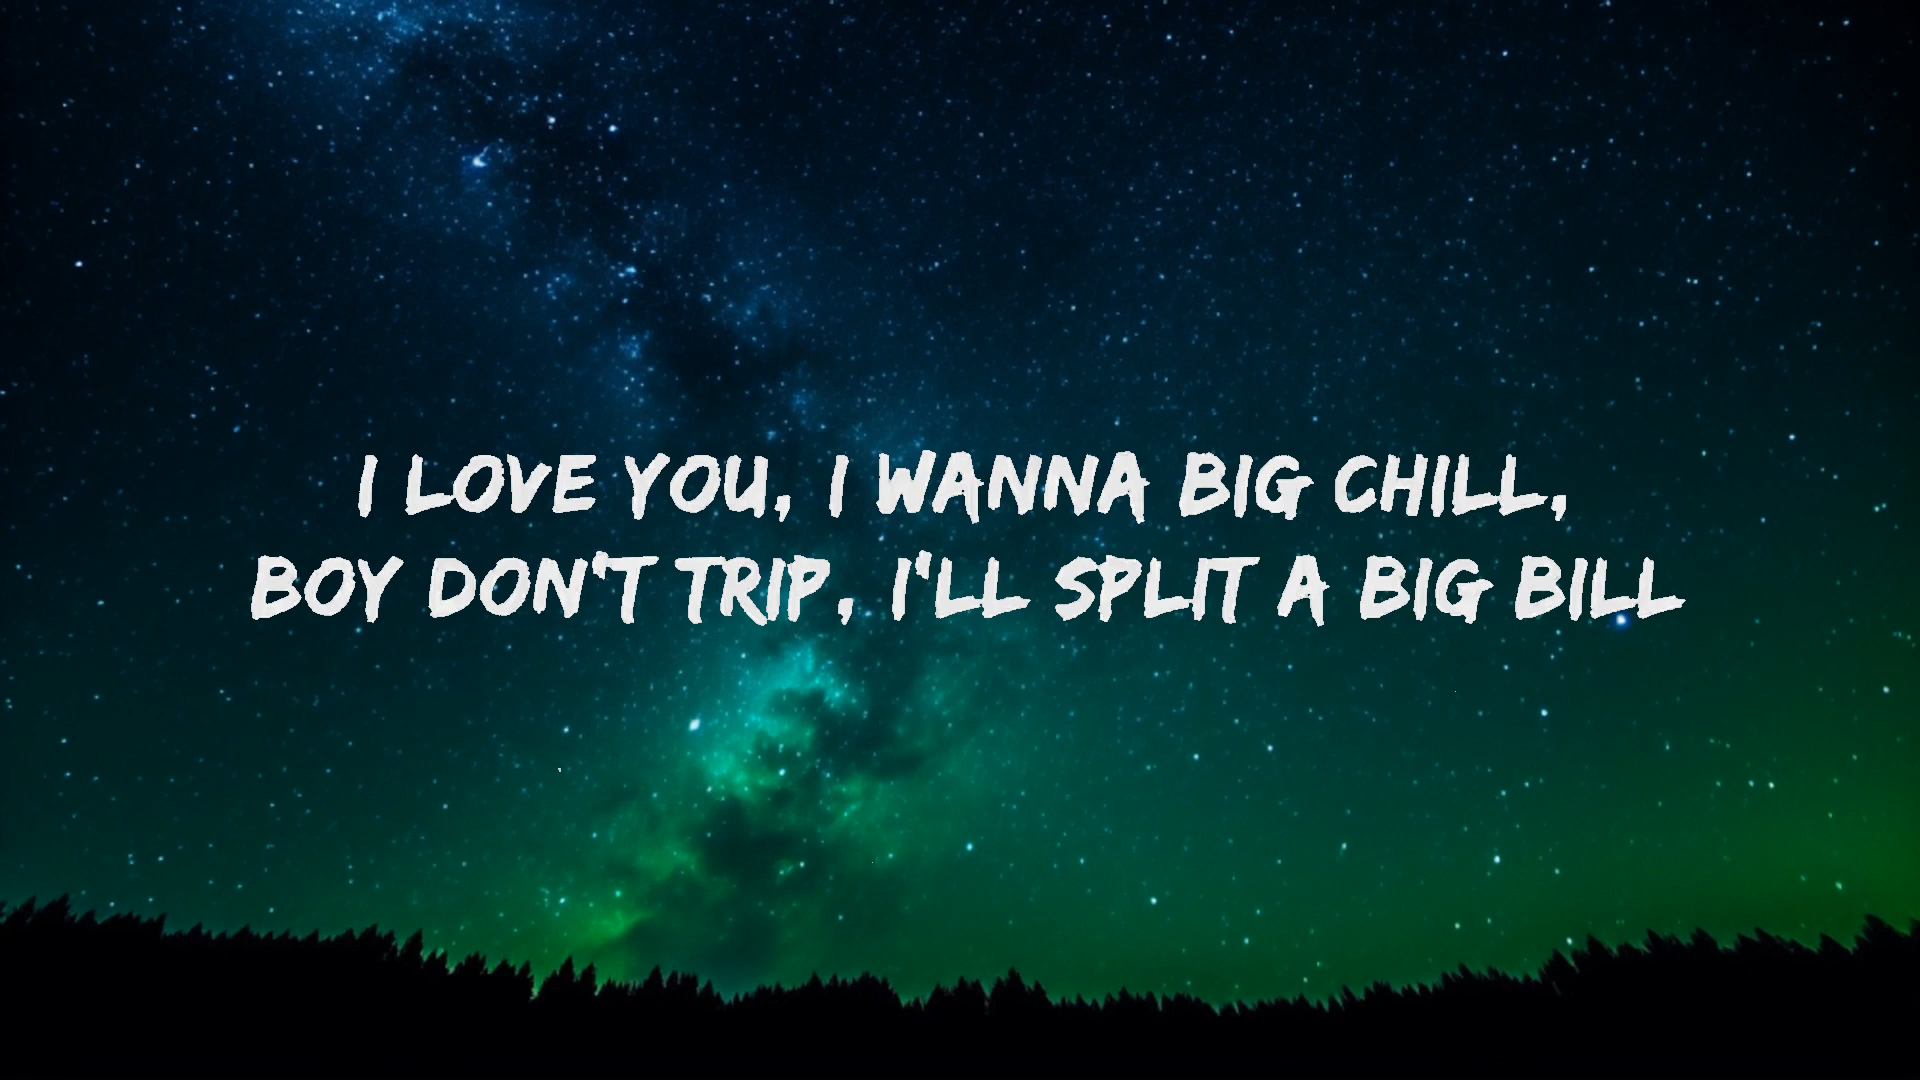 I LOVE YOU, I WANNA BIG CHILL,
BOY DON'T TRIP, I'LL SPLIT A BIG BILL